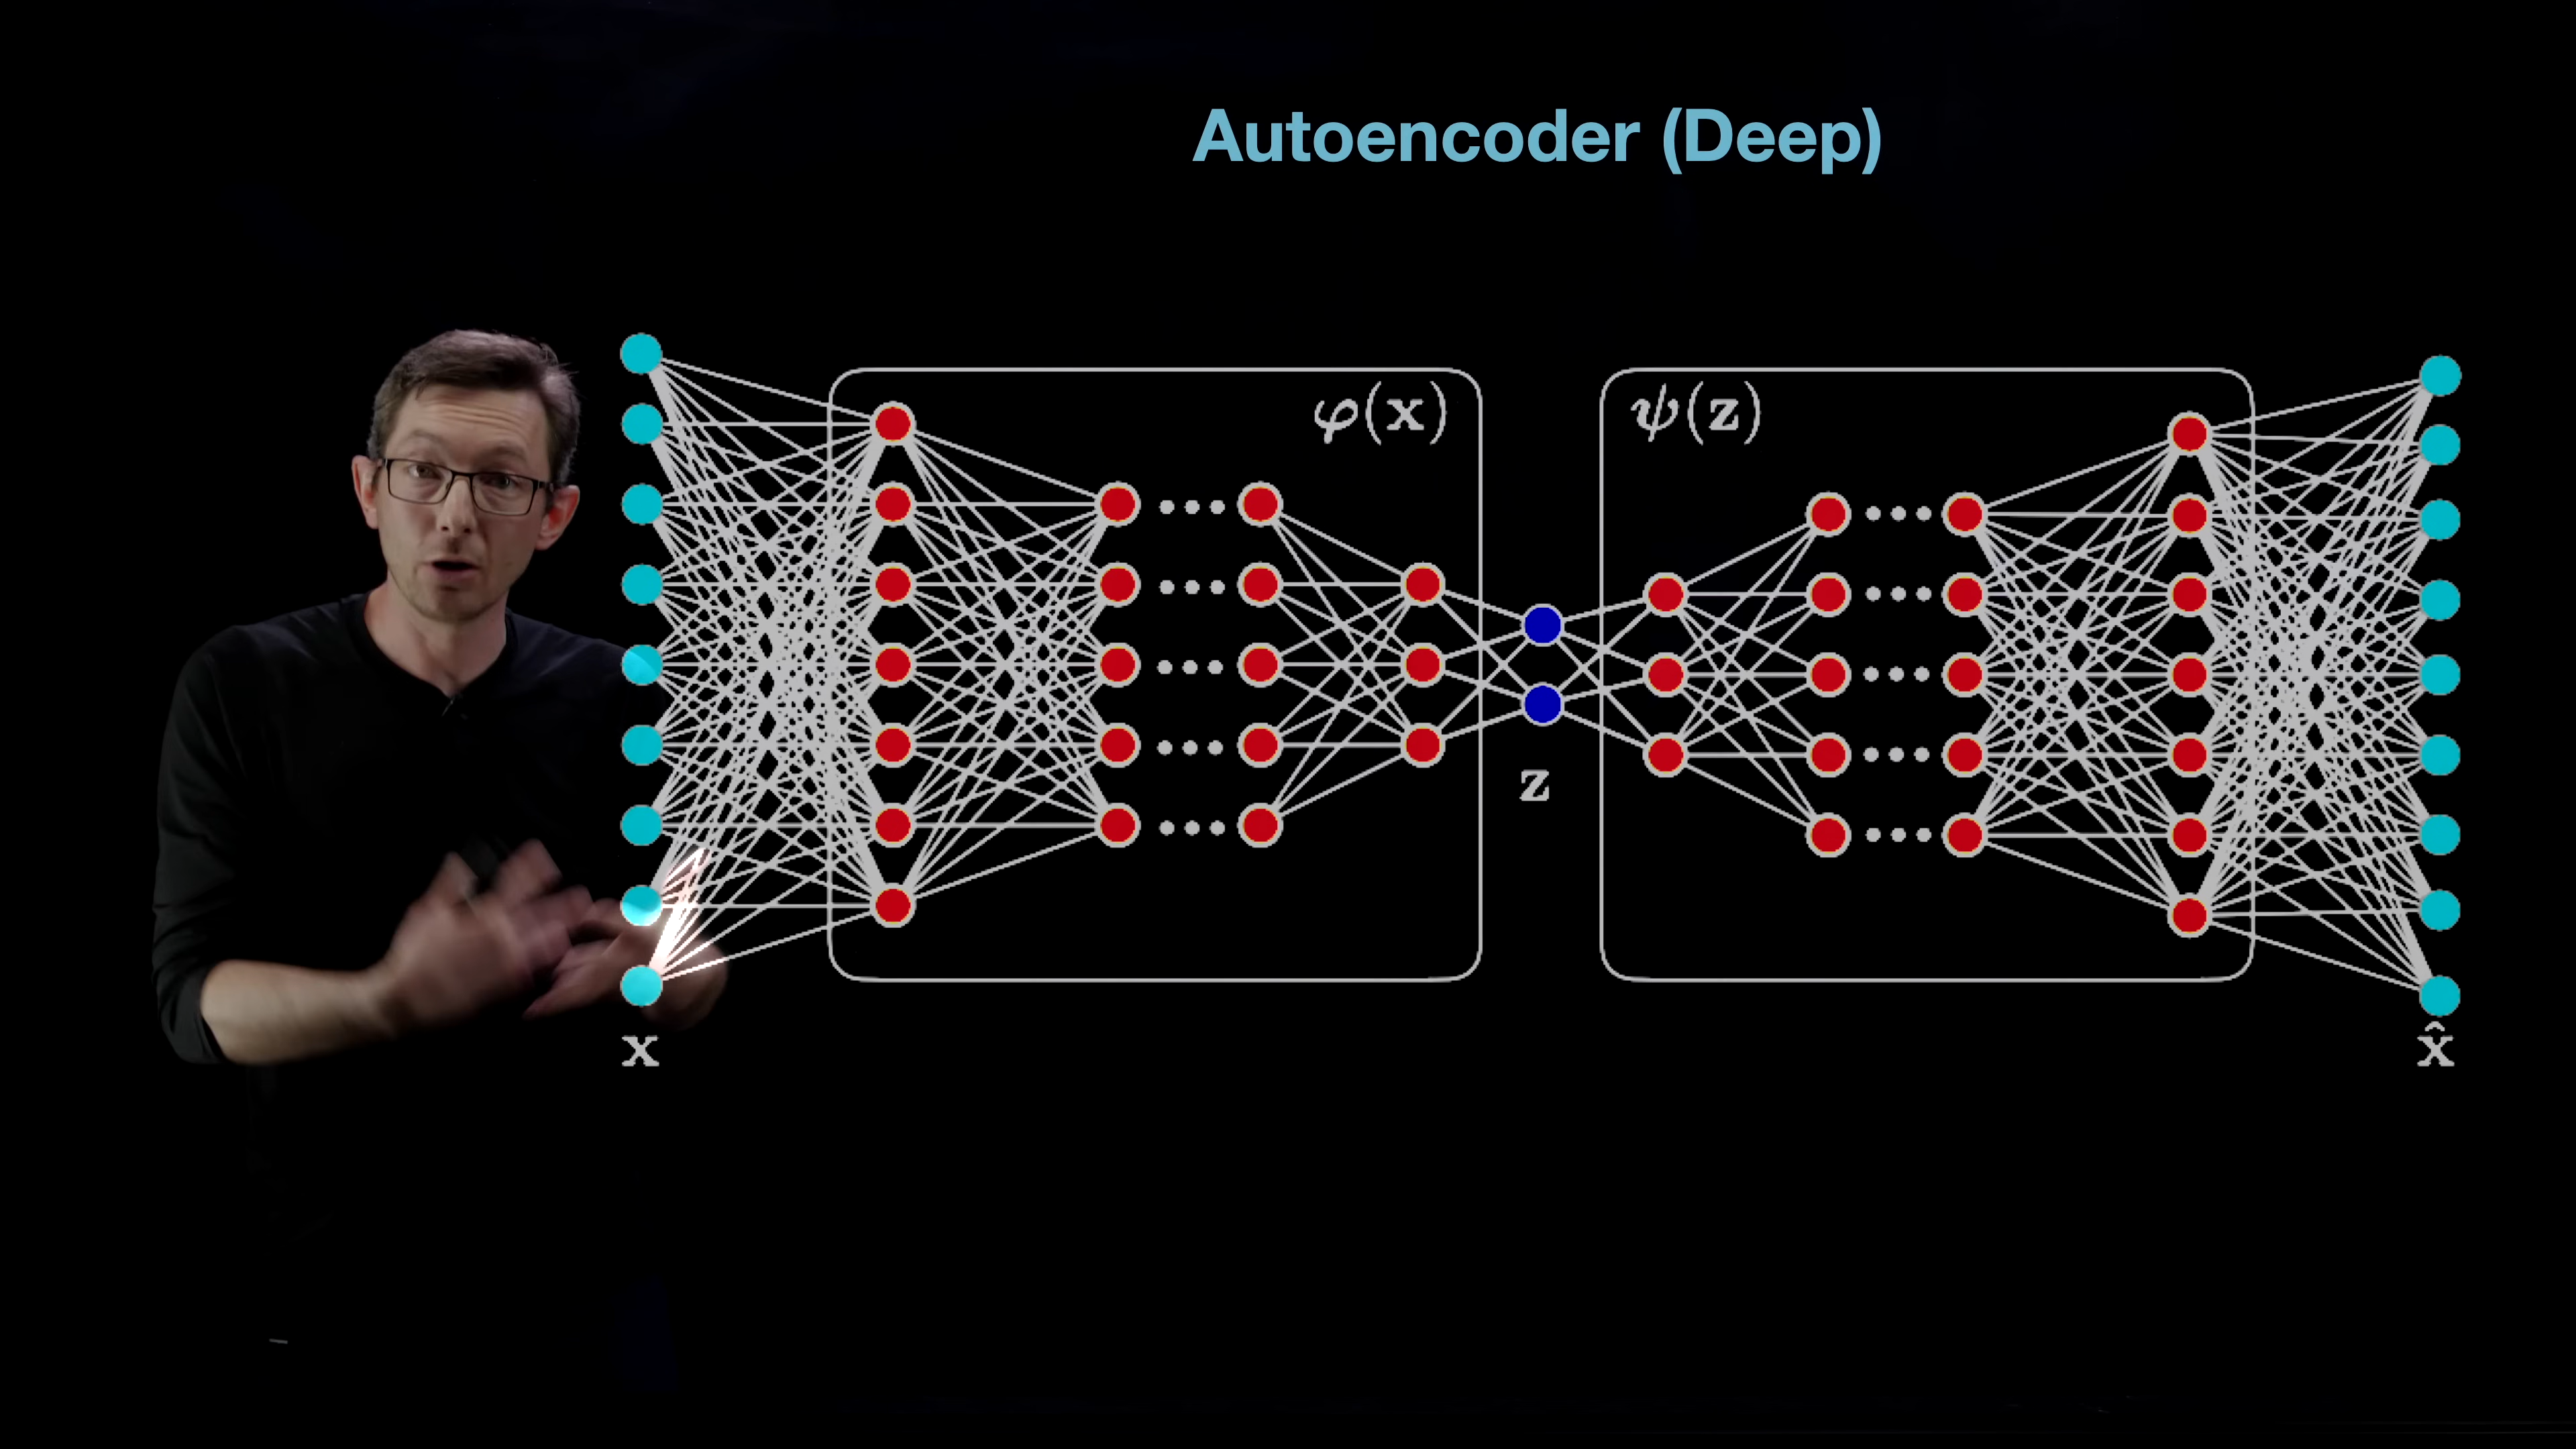 Autoencoder (Deep)
φ(x)
ψ(z)
z
x
x̂